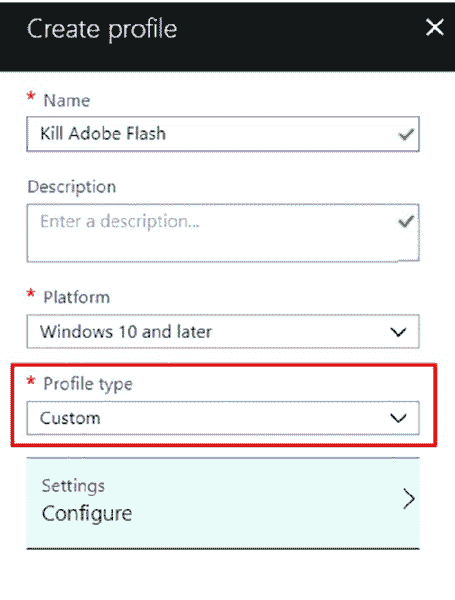 Create profile
* Name
Kill Adobe Flash
Description
Enter a description...
* Platform
Windows 10 and later
* Profile type
Custom
Settings
Configure